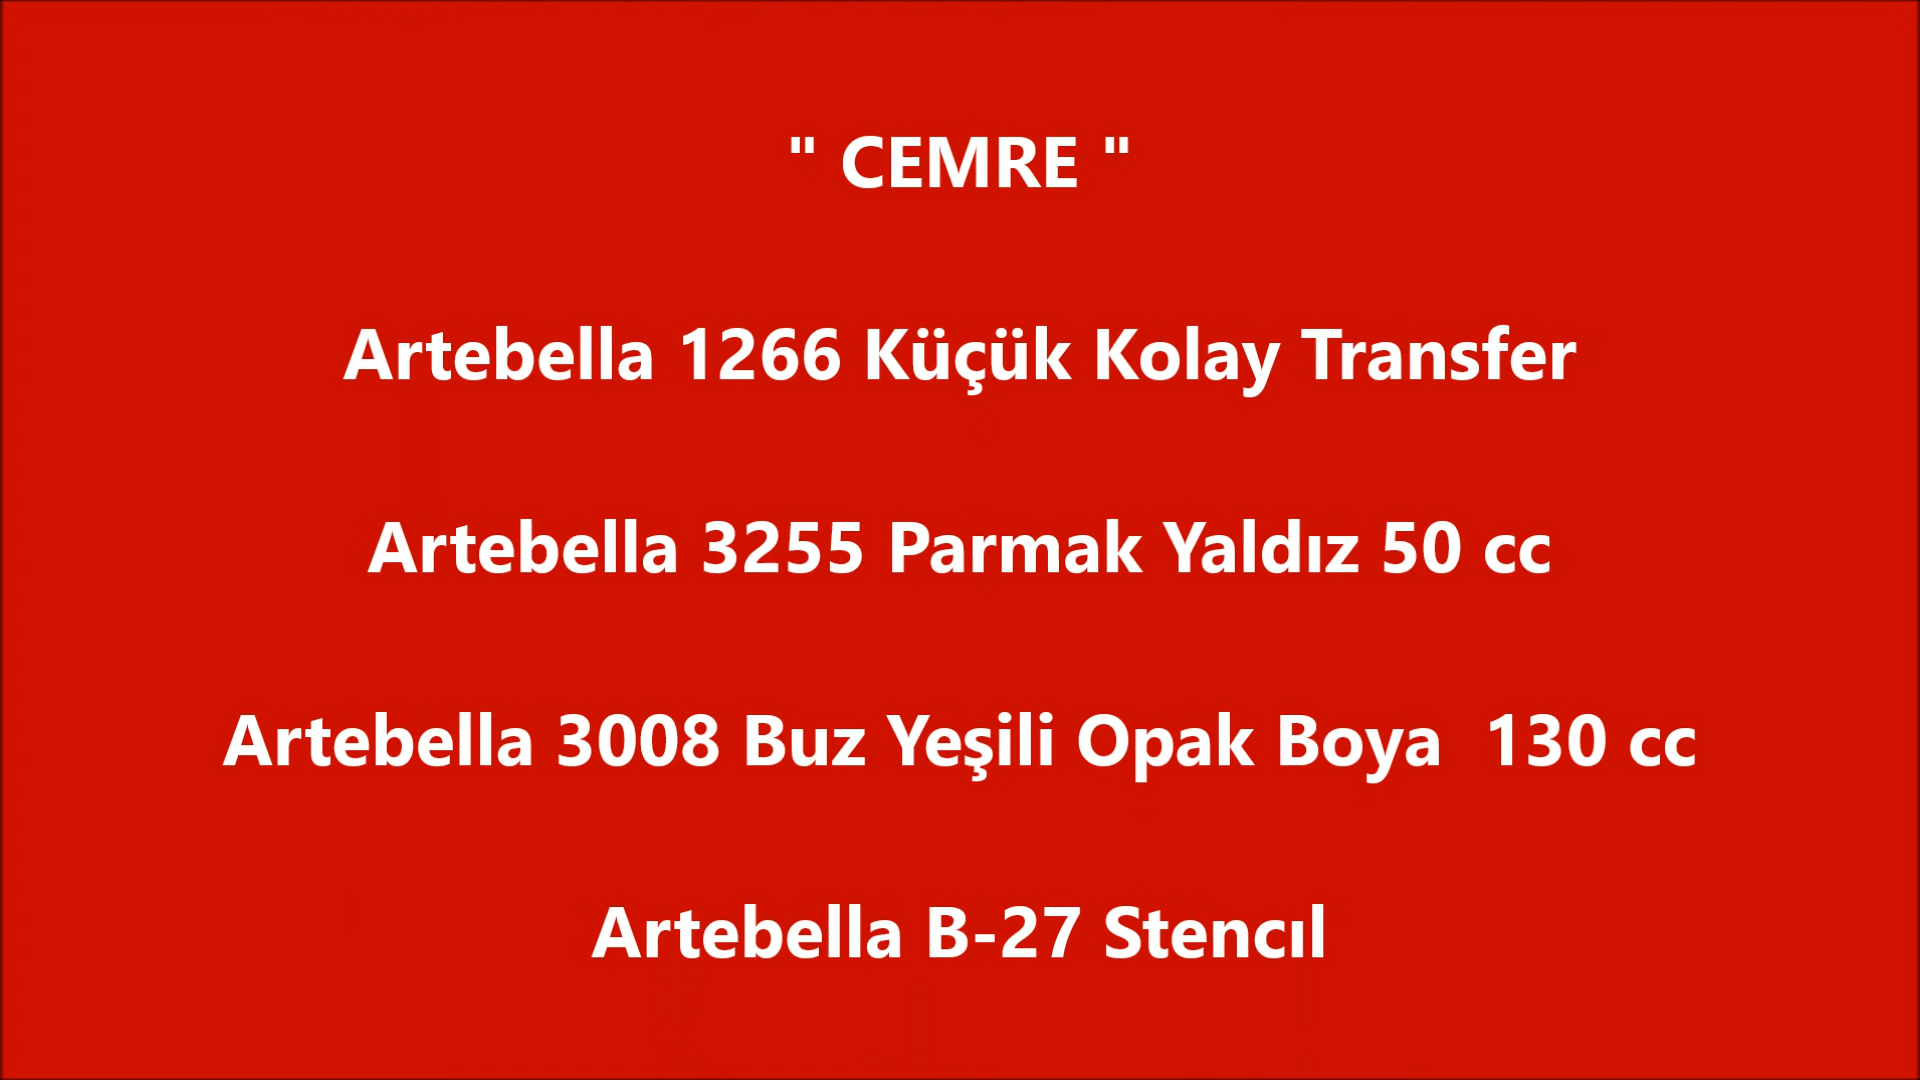 " CEMRE "
Artebella 1266 Küçük Kolay Transfer
Artebella 3255 Parmak Yaldız 50 cc
Artebella 3008 Buz Yeşili Opak Boya  130 cc
Artebella B-27 Stencıl